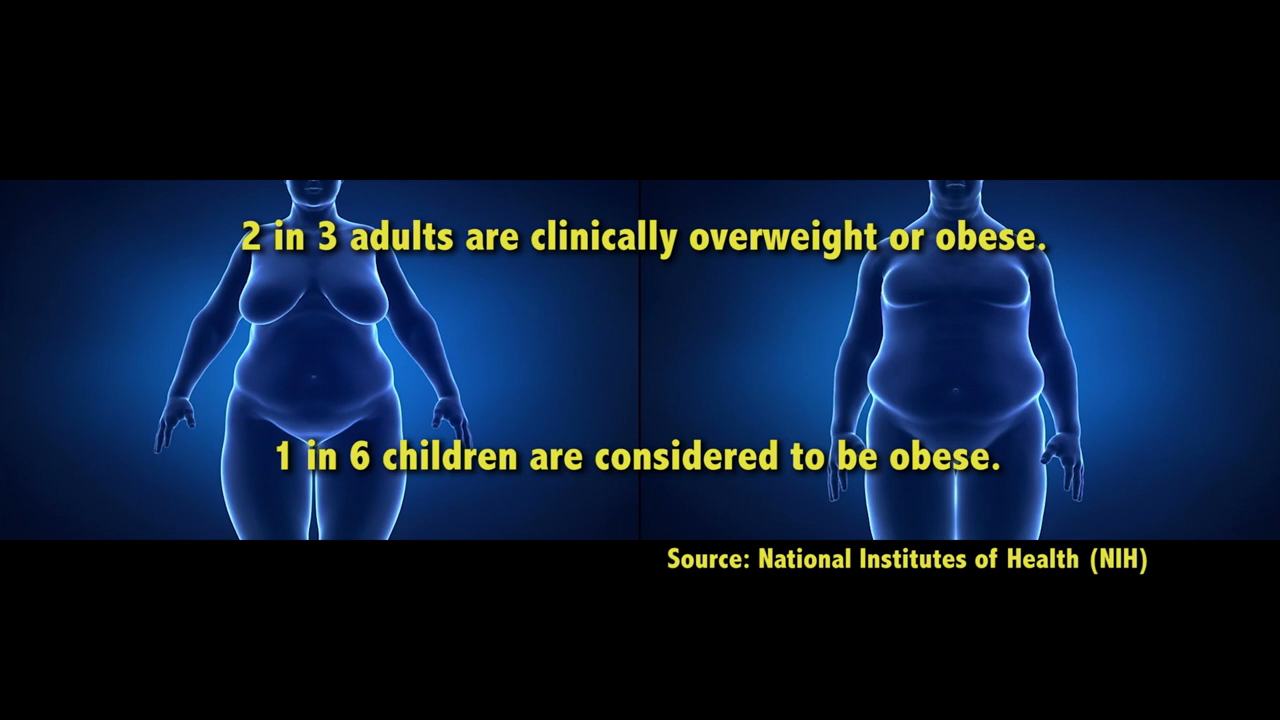 2 in 3 adults are clinically overweight or obese.
1 in 6 children are considered to be obese.
Source: National Institutes of Health (NIH)